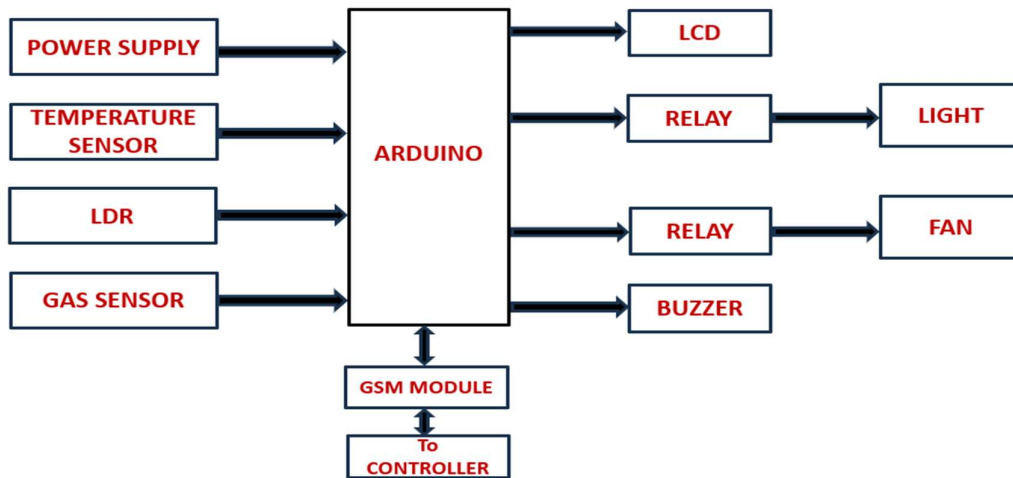 POWER SUPPLY
TEMPERATURE
SENSOR
LDR
GAS SENSOR
ARDUINO
GSM MODULE
To
CONTROLLER
LCD
RELAY
LIGHT
RELAY
FAN
BUZZER